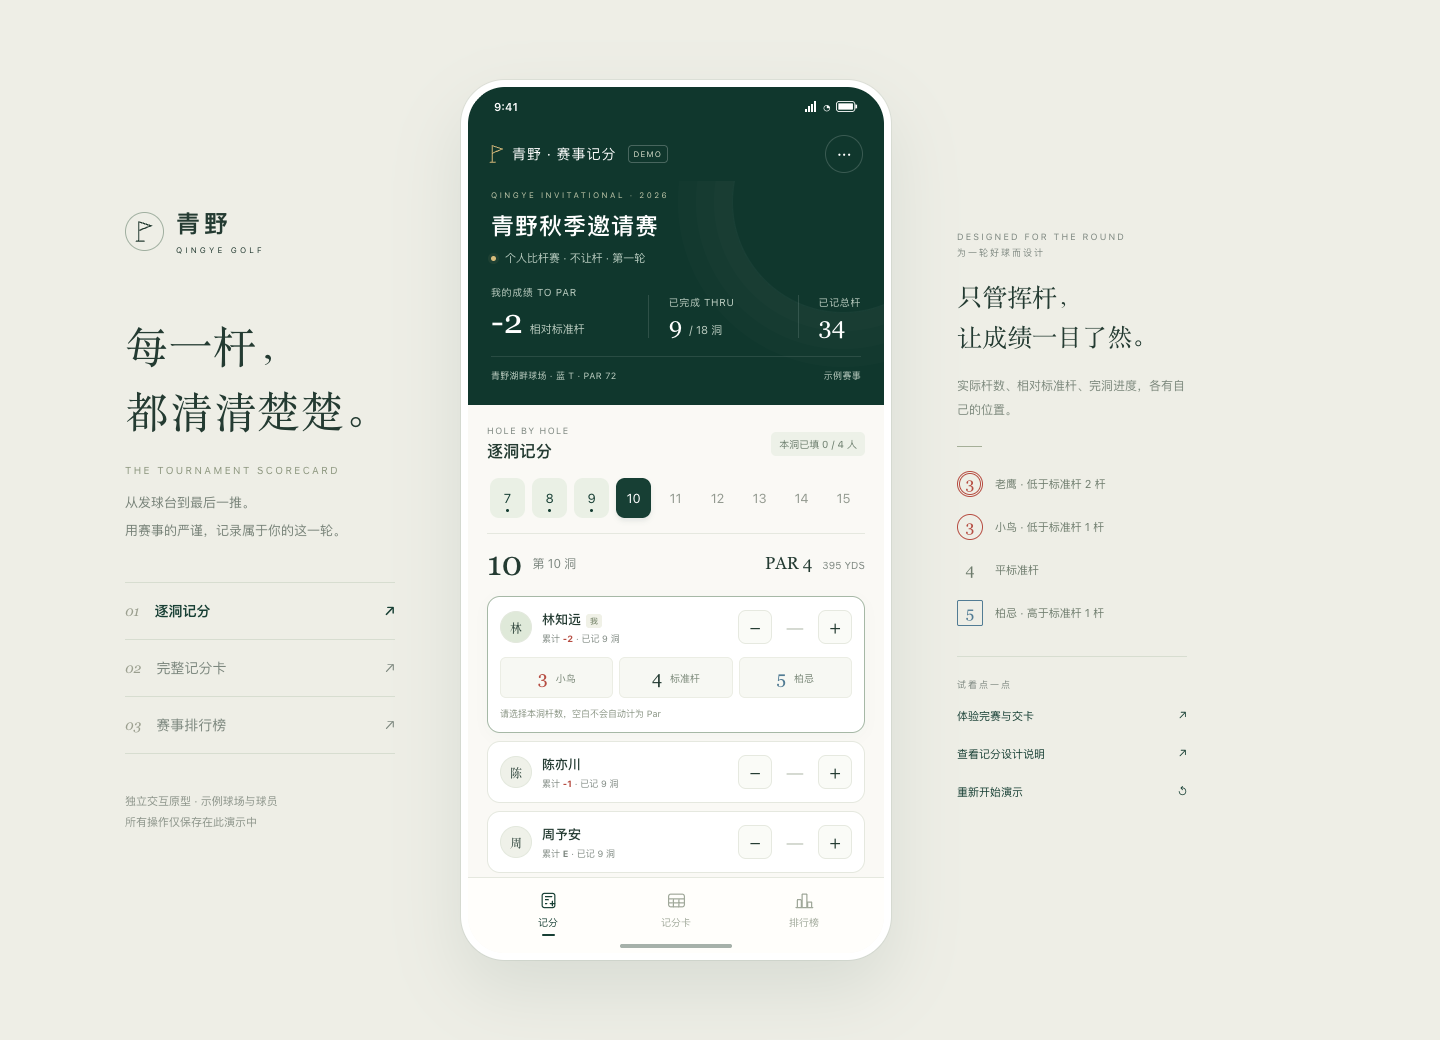 青野
QINGYE GOLF
每一杆，
都清清楚楚。
THE TOURNAMENT SCORECARD
从发球台到最后一推。
用赛事的严谨，记录属于你的这一轮。
01 逐洞记分
02 完整记分卡
03 赛事排行榜
独立交互原型 · 示例球场与球员
所有操作仅保存在此演示中
9:41
青野 · 赛事记分 DEMO
QINGYE INVITATIONAL · 2026
青野秋季邀请赛
个人比杆赛 · 不让杆 · 第一轮
我的成绩 TO PAR
-2 相对标准杆
已完成 THRU
9 / 18 洞
已记总杆
34
青野湖畔球场 · 蓝 T · PAR 72
示例赛事
HOLE BY HOLE
逐洞记分
本洞已填 0 / 4 人
7 8 9 10 11 12 13 14 15
10 第 10 洞
PAR 4 395 YDS
林 林知远 我
累计 -2 · 已记 9 洞
− — +
3 小鸟
4 标准杆
5 柏忌
请选择本洞杆数，空白不会自动计为 Par
陈 陈亦川
累计 -1 · 已记 9 洞
− — +
周 周予安
累计 E · 已记 9 洞
− — +
记分
记分卡
排行榜
DESIGNED FOR THE ROUND
为一轮好球而设计
只管挥杆，
让成绩一目了然。
实际杆数、相对标准杆、完洞进度，各有自
己的位置。
3 老鹰 · 低于标准杆 2 杆
3 小鸟 · 低于标准杆 1 杆
4 平标准杆
5 柏忌 · 高于标准杆 1 杆
试着点一点
体验完赛与交卡
查看记分设计说明
重新开始演示